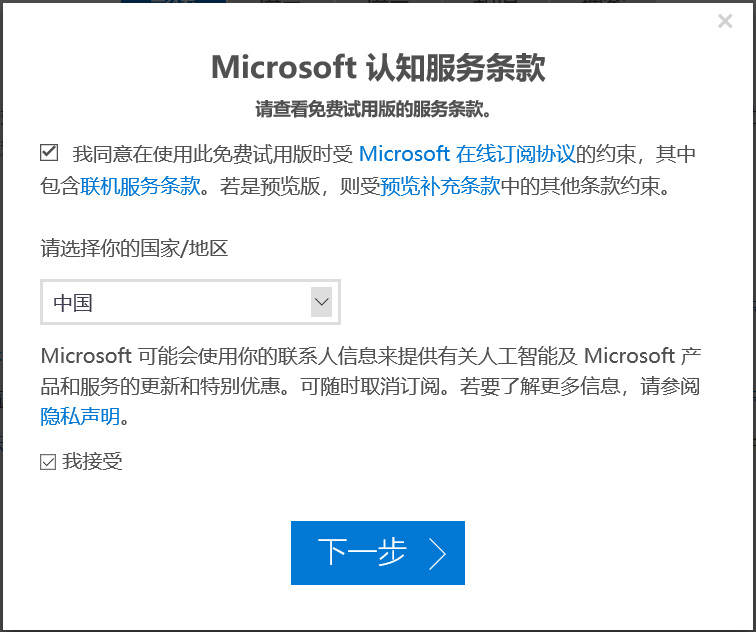 Microsoft 认知服务条款
请查看免费试用版的服务条款。
我同意在使用此免费试用版时受 Microsoft 在线订阅协议的约束，其中
包含联机服务条款。若是预览版，则受预览补充条款中的其他条款约束。
请选择你的国家/地区
中国
Microsoft 可能会使用你的联系人信息来提供有关人工智能及 Microsoft 产
品和服务的更新和特别优惠。可随时取消订阅。若要了解更多信息，请参阅
隐私声明。
我接受
下一步